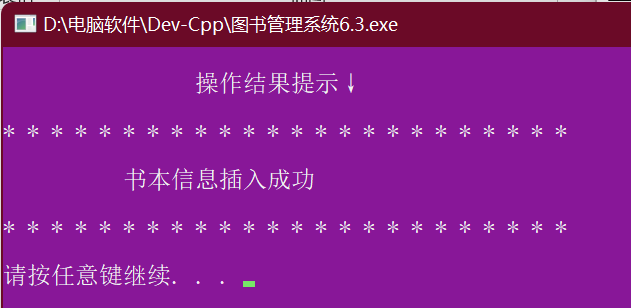 D:\电脑软件\Dev-Cpp\图书管理系统6.3.exe
操作结果提示↓
* * * * * * * * * * * * * * * * * * * * * * * *
书本信息插入成功
* * * * * * * * * * * * * * * * * * * * * * * *
请按任意键继续. . .